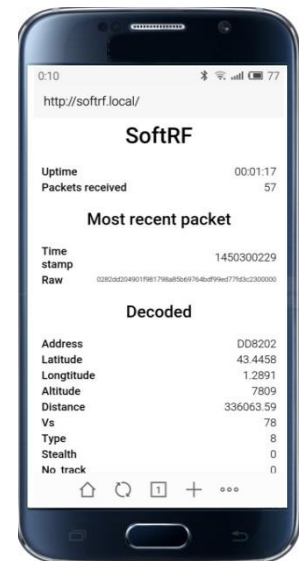 0:10 77
http://softrf.local/
SoftRF
Uptime 00:01:17
Packets received 57
Most recent packet
Time
stamp 1450300229
Raw 0282dd204901f981798a85b69764bdf99ed77fd3c2300000
Decoded
Address DD8202
Latitude 43.4458
Longtitude 1.2891
Altitude 7809
Distance 336063.59
Vs 78
Type 8
Stealth 0
No track 0
1